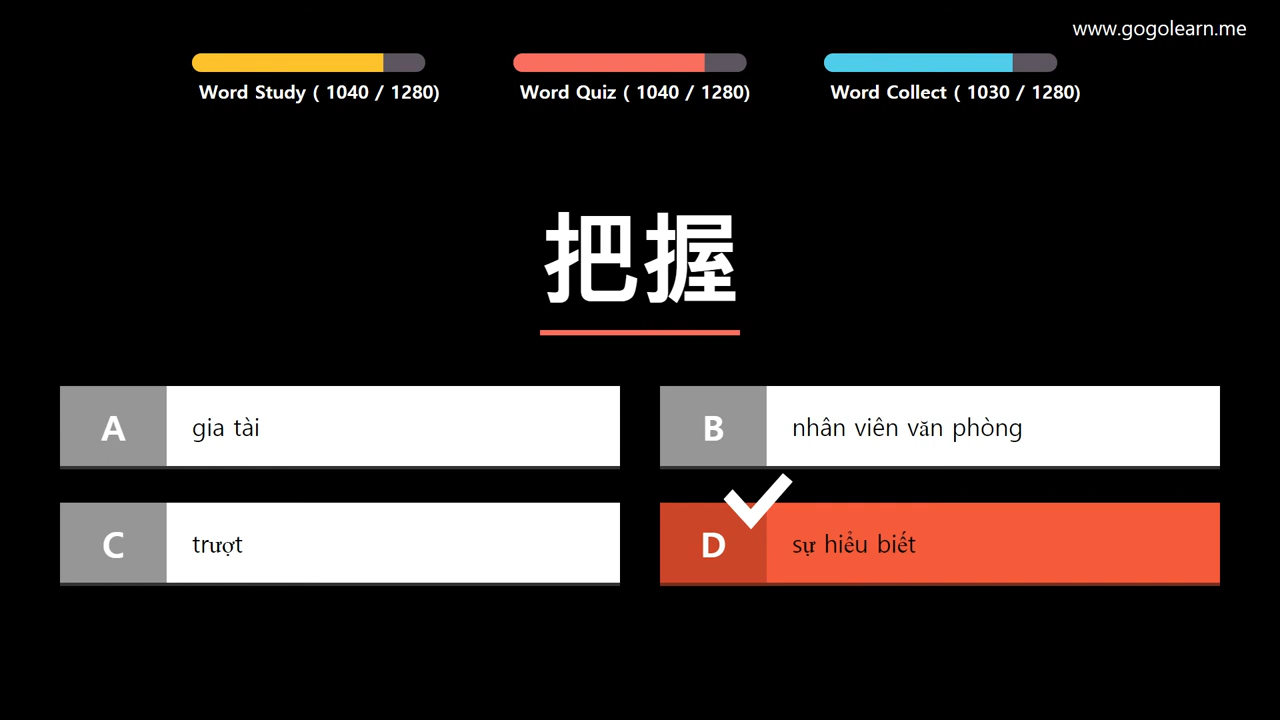 www.gogolearn.me
Word Study ( 1040 / 1280)
Word Quiz ( 1040 / 1280)
Word Collect ( 1030 / 1280)
把握
A
gia tài
B
nhân viên văn phòng
C
trượt
D
sự hiểu biết